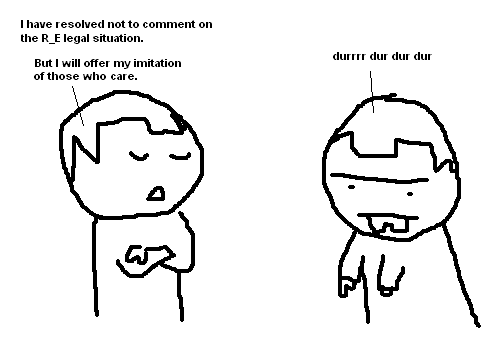 I have resolved not to comment on
the R_E legal situation.
But I will offer my imitation
of those who care.
durrrr dur dur dur